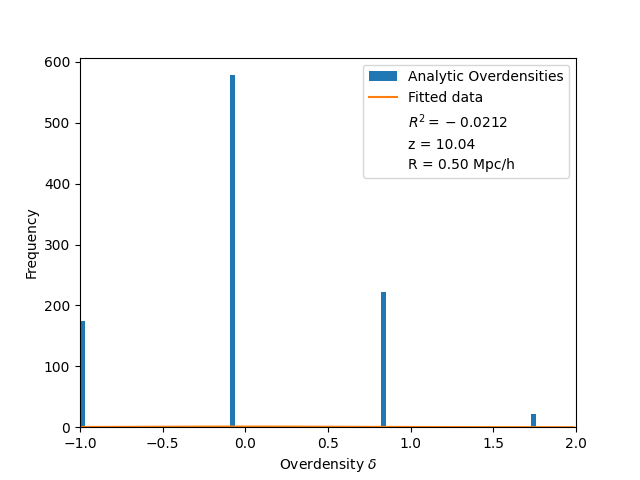 600
500
400
300
200
100
0
Frequency
Analytic Overdensities
Fitted data
R² = − 0.0212
z = 10.04
R = 0.50 Mpc/h
−1.0 −0.5 0.0 0.5 1.0 1.5 2.0
Overdensity δ